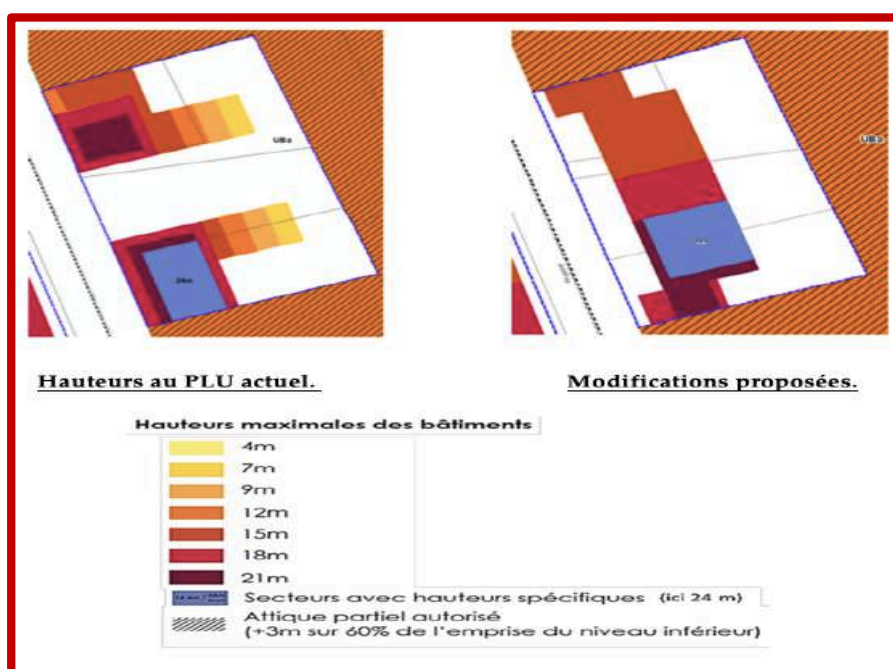 UBa
UBa
24m
Hauteurs au PLU actuel.
Modifications proposées.
Hauteurs maximales des bâtiments
4m
7m
9m
12m
15m
18m
21m
Secteurs avec hauteurs spécifiques (ici 24 m)
Attique partiel autorisé
(+3m sur 60% de l'emprise du niveau inférieur)